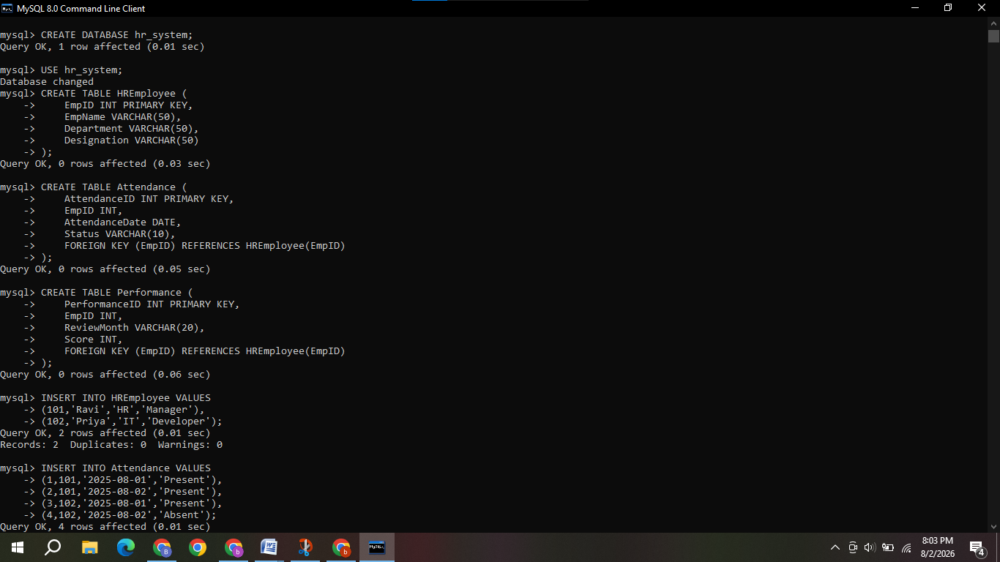 MySQL 8.0 Command Line Client
mysql> CREATE DATABASE hr_system;
Query OK, 1 row affected (0.01 sec)
mysql> USE hr_system;
Database changed
mysql> CREATE TABLE HREmployee (
    ->     EmpID INT PRIMARY KEY,
    ->     EmpName VARCHAR(50),
    ->     Department VARCHAR(50),
    ->     Designation VARCHAR(50)
    -> );
Query OK, 0 rows affected (0.03 sec)
mysql> CREATE TABLE Attendance (
    ->     AttendanceID INT PRIMARY KEY,
    ->     EmpID INT,
    ->     AttendanceDate DATE,
    ->     Status VARCHAR(10),
    ->     FOREIGN KEY (EmpID) REFERENCES HREmployee(EmpID)
    -> );
Query OK, 0 rows affected (0.05 sec)
mysql> CREATE TABLE Performance (
    ->     PerformanceID INT PRIMARY KEY,
    ->     EmpID INT,
    ->     ReviewMonth VARCHAR(20),
    ->     Score INT,
    ->     FOREIGN KEY (EmpID) REFERENCES HREmployee(EmpID)
    -> );
Query OK, 0 rows affected (0.06 sec)
mysql> INSERT INTO HREmployee VALUES
    -> (101,'Ravi','HR','Manager'),
    -> (102,'Priya','IT','Developer');
Query OK, 2 rows affected (0.01 sec)
Records: 2  Duplicates: 0  Warnings: 0
mysql> INSERT INTO Attendance VALUES
    -> (1,101,'2025-08-01','Present'),
    -> (2,101,'2025-08-02','Present'),
    -> (3,102,'2025-08-01','Present'),
    -> (4,102,'2025-08-02','Absent');
Query OK, 4 rows affected (0.01 sec)
8:03 PM
8/2/2026
4